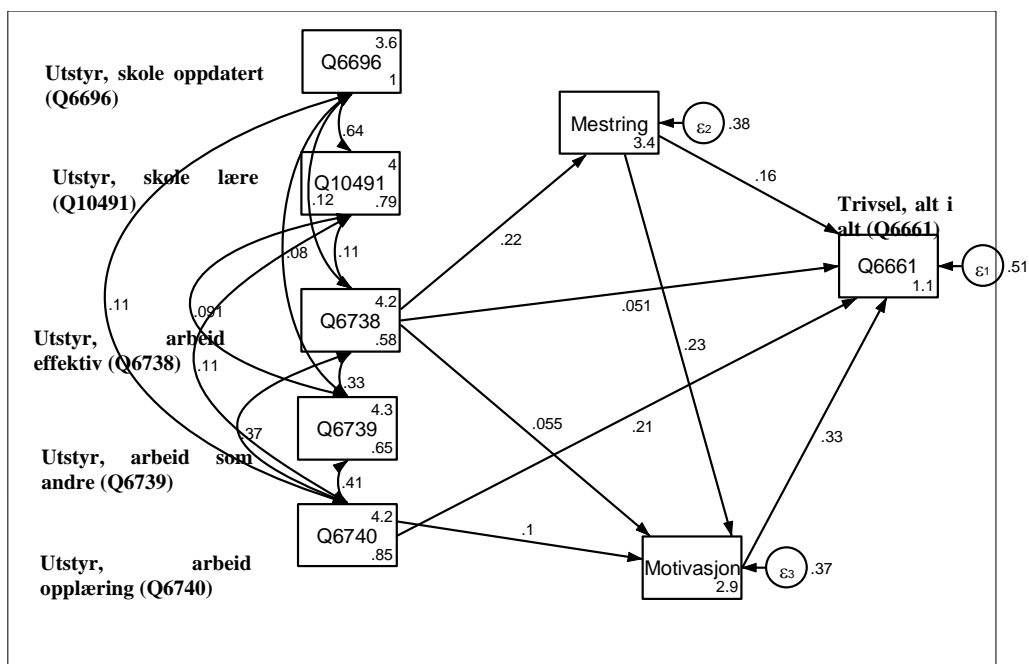 Utstyr, skole oppdatert
(Q6696)
3.6
Q6696
1
.64
Utstyr, skole lære
(Q10491)
4
Q10491
.12
.79
.11
.08
Utstyr, arbeid
effektiv (Q6738)
4.2
Q6738
.58
.11
.091
.11
.33
.37
Utstyr, arbeid som
andre (Q6739)
4.3
Q6739
.65
.41
Utstyr, arbeid
opplæring (Q6740)
4.2
Q6740
.85
Mestring
3.4
ε2
.38
.16
.22
.051
.23
.055
.21
.33
.1
Trivsel, alt i
alt (Q6661)
Q6661
1.1
ε1
.51
Motivasjon
2.9
ε3
.37